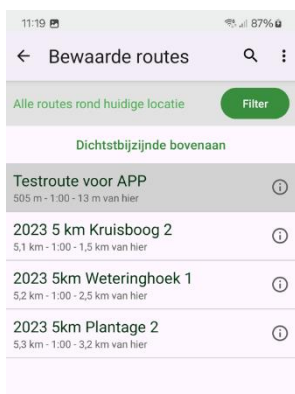 11:19
87%
Bewaarde routes
Alle routes rond huidige locatie
Filter
Dichtstbijzijnde bovenaan
Testroute voor APP
505 m - 1:00 - 13 m van hier
2023 5 km Kruisboog 2
5,1 km - 1:00 - 1,5 km van hier
2023 5km Weteringhoek 1
5,2 km - 1:00 - 2,5 km van hier
2023 5km Plantage 2
5,3 km - 1:00 - 3,2 km van hier